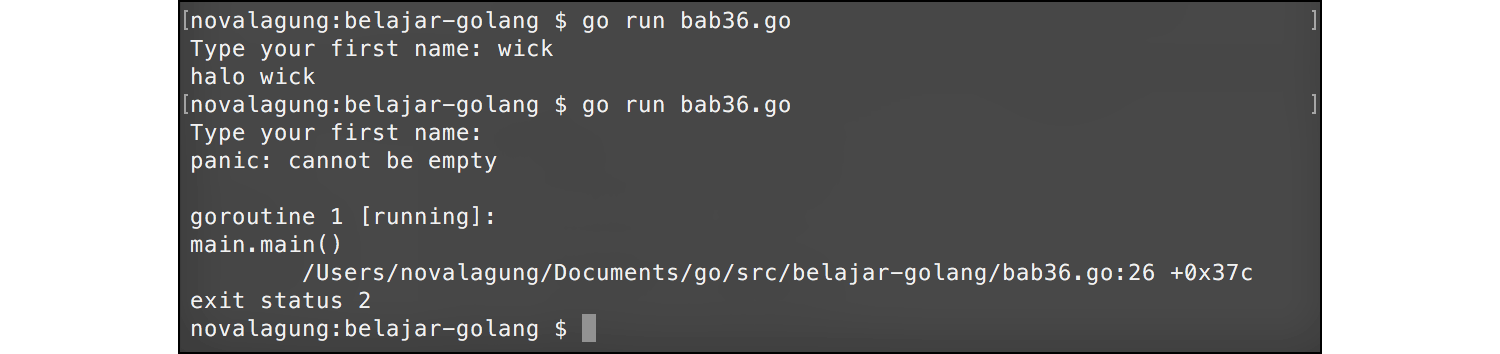 [novalagung:belajar-golang $ go run bab36.go ]
Type your first name: wick
halo wick
[novalagung:belajar-golang $ go run bab36.go ]
Type your first name:
panic: cannot be empty
goroutine 1 [running]:
main.main()
/Users/novalagung/Documents/go/src/belajar-golang/bab36.go:26 +0x37c
exit status 2
novalagung:belajar-golang $